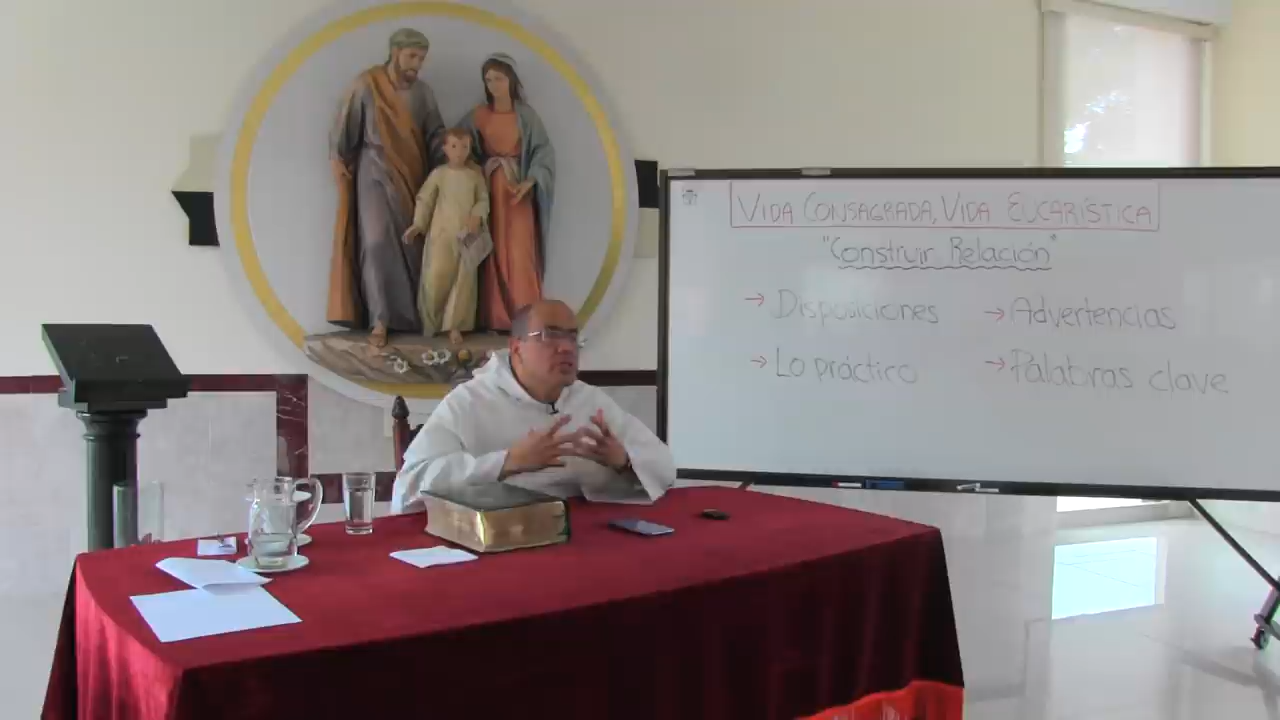 VIDA CONSAGRADA, VIDA EUCARÍSTICA
"Construir Relación"
→ Disposiciones → Advertencias
→ Lo práctico → Palabras clave